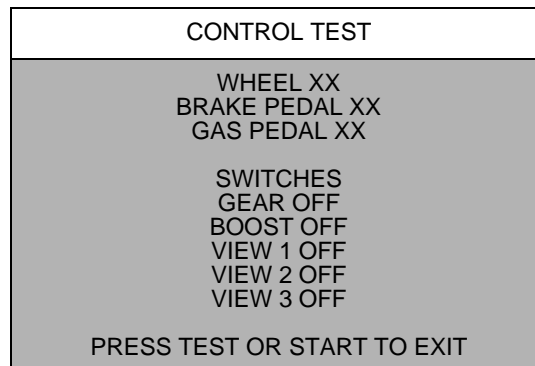 CONTROL TEST
WHEEL XX
BRAKE PEDAL XX
GAS PEDAL XX
SWITCHES
GEAR OFF
BOOST OFF
VIEW 1 OFF
VIEW 2 OFF
VIEW 3 OFF
PRESS TEST OR START TO EXIT